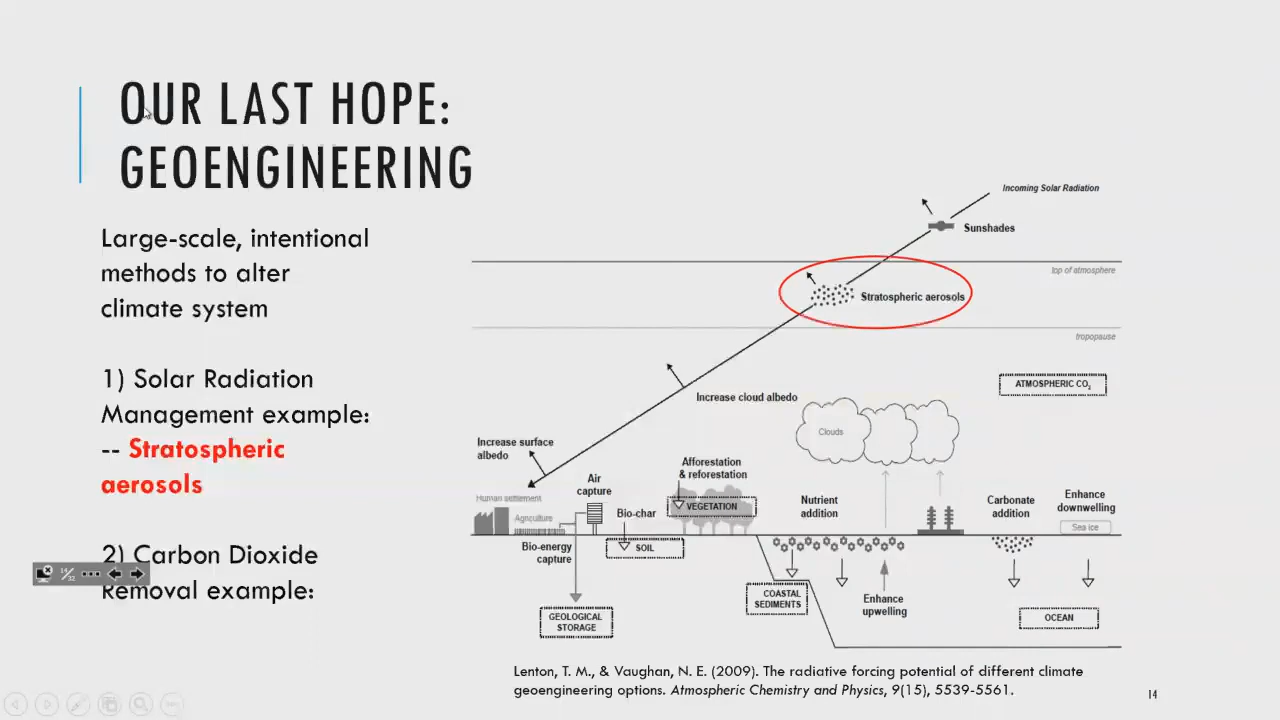 OUR LAST HOPE:
GEOENGINEERING
Large-scale, intentional
methods to alter
climate system
1) Solar Radiation
Management example:
-- Stratospheric
aerosols
2) Carbon Dioxide
Removal example:
14/32
Incoming Solar Radiation
Sunshades
top of atmosphere
Stratospheric aerosols
tropopause
ATMOSPHERIC CO₂
Increase cloud albedo
Clouds
Increase surface
albedo
Human settlement
Agriculture
Air
capture
Bio-char
Afforestation
& reforestation
VEGETATION
Nutrient
addition
Carbonate
addition
Enhance
downwelling
Sea ice
Bio-energy
capture
SOIL
GEOLOGICAL
STORAGE
COASTAL
SEDIMENTS
Enhance
upwelling
OCEAN
Lenton, T. M., & Vaughan, N. E. (2009). The radiative forcing potential of different climate
geoengineering options. Atmospheric Chemistry and Physics, 9(15), 5539-5561.
14